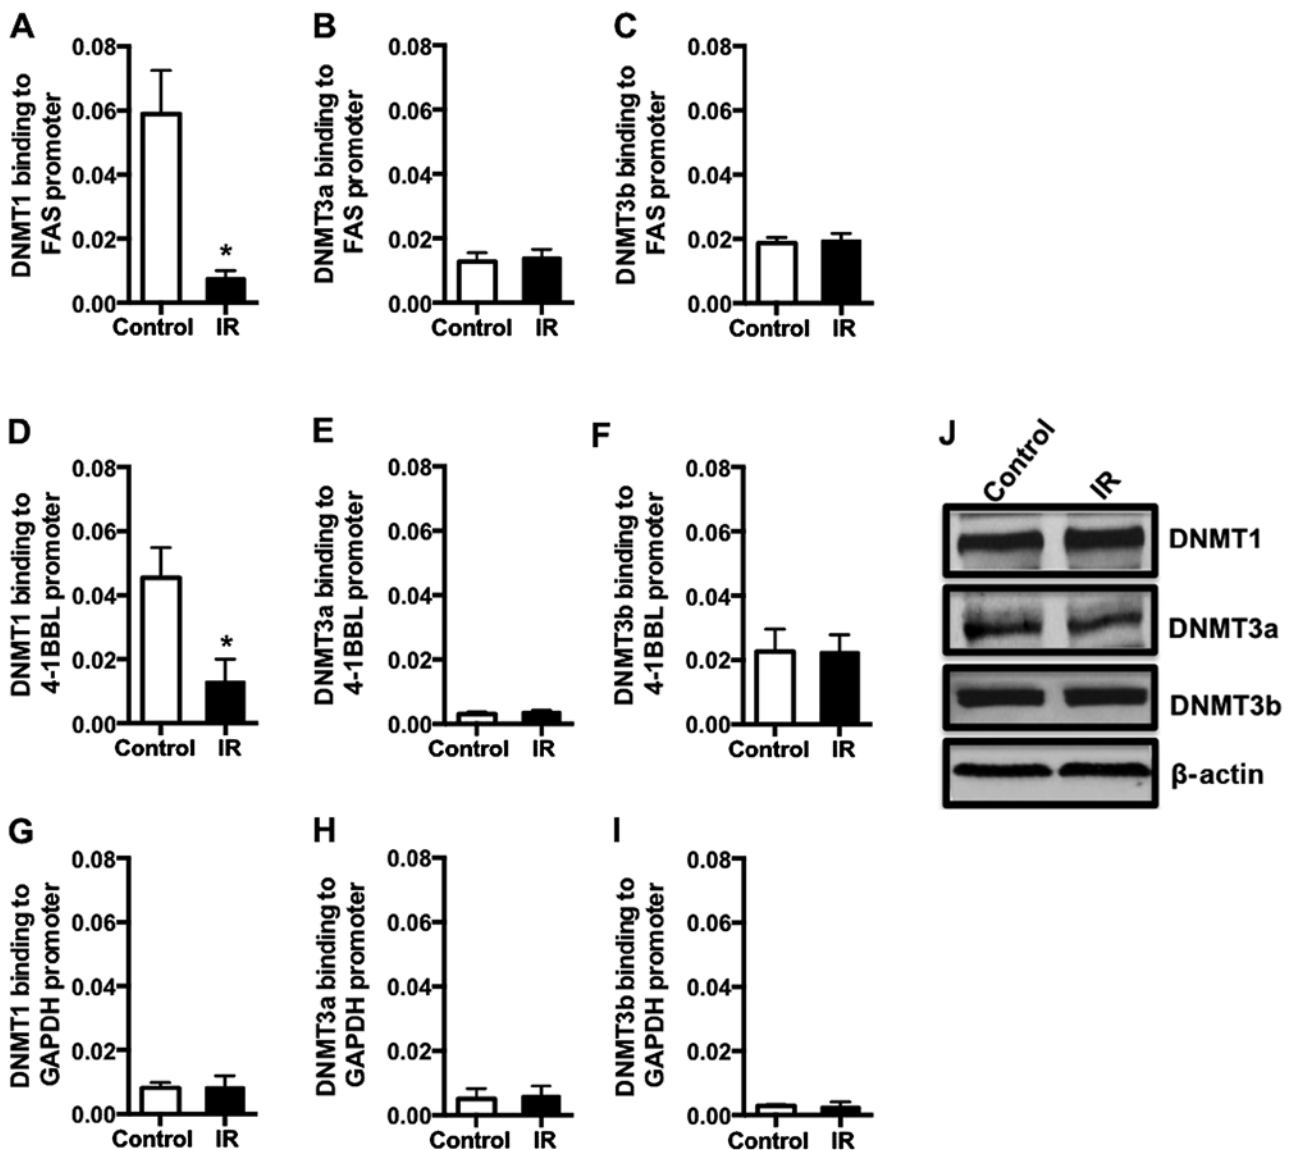 A
DNMT1 binding to
FAS promoter
0.08
0.06
0.04
0.02
0.00
*
Control IR
B
DNMT3a binding to
FAS promoter
0.08
0.06
0.04
0.02
0.00
Control IR
C
DNMT3b binding to
FAS promoter
0.08
0.06
0.04
0.02
0.00
Control IR
D
DNMT1 binding to
4-1BBL promoter
0.08
0.06
0.04
0.02
0.00
*
Control IR
E
DNMT3a binding to
4-1BBL promoter
0.08
0.06
0.04
0.02
0.00
Control IR
F
DNMT3b binding to
4-1BBL promoter
0.08
0.06
0.04
0.02
0.00
Control IR
J
Control IR
DNMT1
DNMT3a
DNMT3b
β-actin
G
DNMT1 binding to
GAPDH promoter
0.08
0.06
0.04
0.02
0.00
Control IR
H
DNMT3a binding to
GAPDH promoter
0.08
0.06
0.04
0.02
0.00
Control IR
I
DNMT3b binding to
GAPDH promoter
0.08
0.06
0.04
0.02
0.00
Control IR